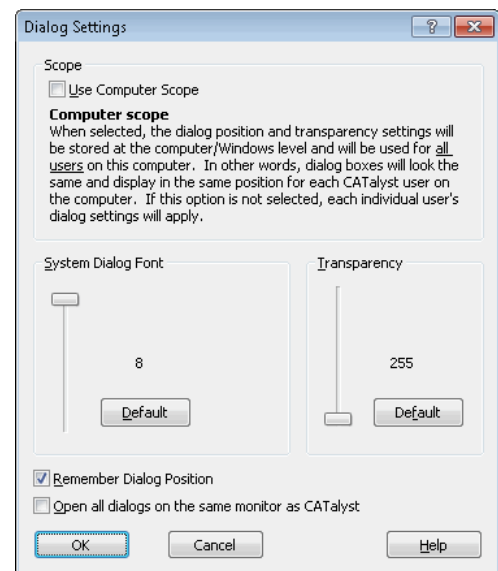 Dialog Settings
Scope
Use Computer Scope
Computer scope
When selected, the dialog position and transparency settings will
be stored at the computer/Windows level and will be used for all
users on this computer. In other words, dialog boxes will look the
same and display in the same position for each CATalyst user on
the computer. If this option is not selected, each individual user's
dialog settings will apply.
System Dialog Font
8
Default
Transparency
255
Default
Remember Dialog Position
Open all dialogs on the same monitor as CATalyst
OK Cancel Help